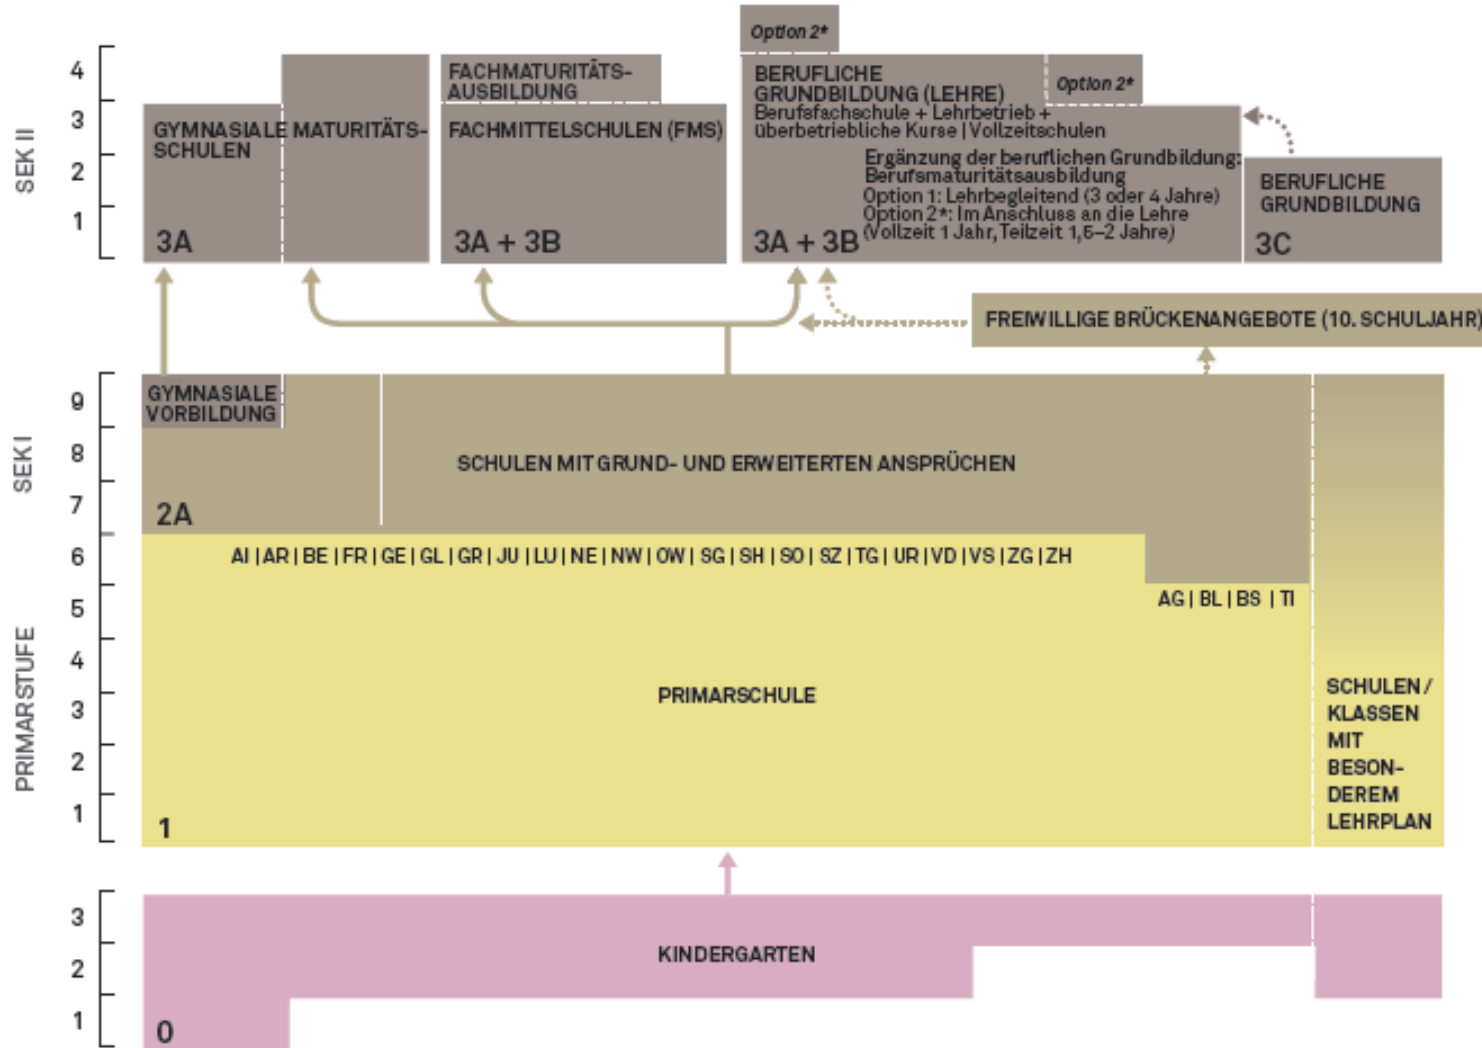 Option 2*
SEK II
4
3
2
1
GYMNASIALE MATURITÄTS-
SCHULEN
3A
FACHMATURITÄTS-
AUSBILDUNG
FACHMITTELSCHULEN (FMS)
3A + 3B
BERUFLICHE
GRUNDBILDUNG (LEHRE)
Berufsfachschule + Lehrbetrieb +
überbetriebliche Kurse | Vollzeitschulen
Option 2*
Ergänzung der beruflichen Grundbildung:
Berufsmaturitätsausbildung
Option 1: Lehrbegleitend (3 oder 4 Jahre)
Option 2*: Im Anschluss an die Lehre
(Vollzeit 1 Jahr, Teilzeit 1,5–2 Jahre)
3A + 3B
BERUFLICHE
GRUNDBILDUNG
3C
FREIWILLIGE BRÜCKENANGEBOTE (10. SCHULJAHR)
SEK I
9
8
7
GYMNASIALE
VORBILDUNG
SCHULEN MIT GRUND- UND ERWEITERTEN ANSPRÜCHEN
2A
PRIMARSTUFE
6
5
4
3
2
1
AI | AR | BE | FR | GE | GL | GR | JU | LU | NE | NW | OW | SG | SH | SO | SZ | TG | UR | VD | VS | ZG | ZH
AG | BL | BS | TI
PRIMARSCHULE
1
SCHULEN /
KLASSEN
MIT
BESON-
DEREM
LEHRPLAN
3
2
1
KINDERGARTEN
0